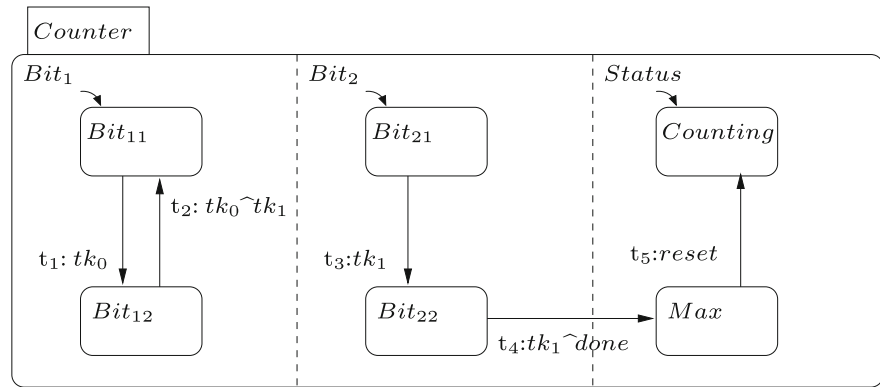 Counter
Bit₁
Bit₂
Status
Bit₁₁
Bit₂₁
Counting
t₂: tk₀^tk₁
t₁: tk₀
t₃:tk₁
t₅:reset
Bit₁₂
Bit₂₂
Max
t₄:tk₁^done